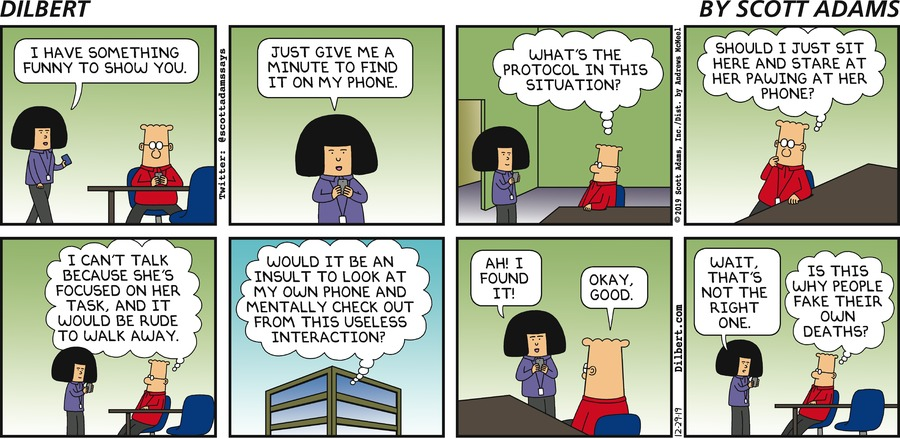 DILBERT
BY SCOTT ADAMS
I HAVE SOMETHING
FUNNY TO SHOW YOU.
Twitter: @scottadamssays
JUST GIVE ME A
MINUTE TO FIND
IT ON MY PHONE.
WHAT'S THE
PROTOCOL IN THIS
SITUATION?
© 2019 Scott Adams, Inc./Dist. by Andrews McMeel
SHOULD I JUST SIT
HERE AND STARE AT
HER PAWING AT HER
PHONE?
I CAN'T TALK
BECAUSE SHE'S
FOCUSED ON HER
TASK, AND IT
WOULD BE RUDE
TO WALK AWAY.
WOULD IT BE AN
INSULT TO LOOK AT
MY OWN PHONE AND
MENTALLY CHECK OUT
FROM THIS USELESS
INTERACTION?
AH! I
FOUND
IT!
OKAY,
GOOD.
12-29-19
Dilbert.com
WAIT,
THAT'S
NOT THE
RIGHT
ONE.
IS THIS
WHY PEOPLE
FAKE THEIR
OWN
DEATHS?